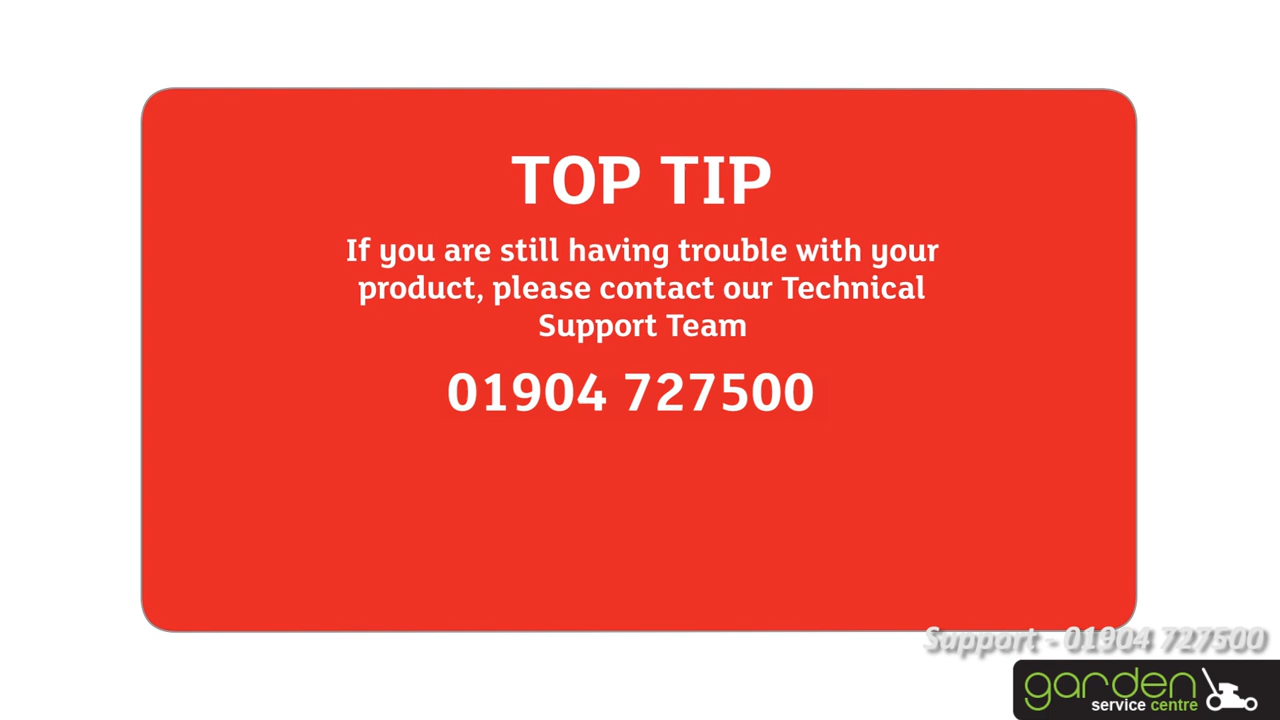 TOP TIP
If you are still having trouble with your
product, please contact our Technical
Support Team
01904 727500
Support - 01904 727500
garden
service centre